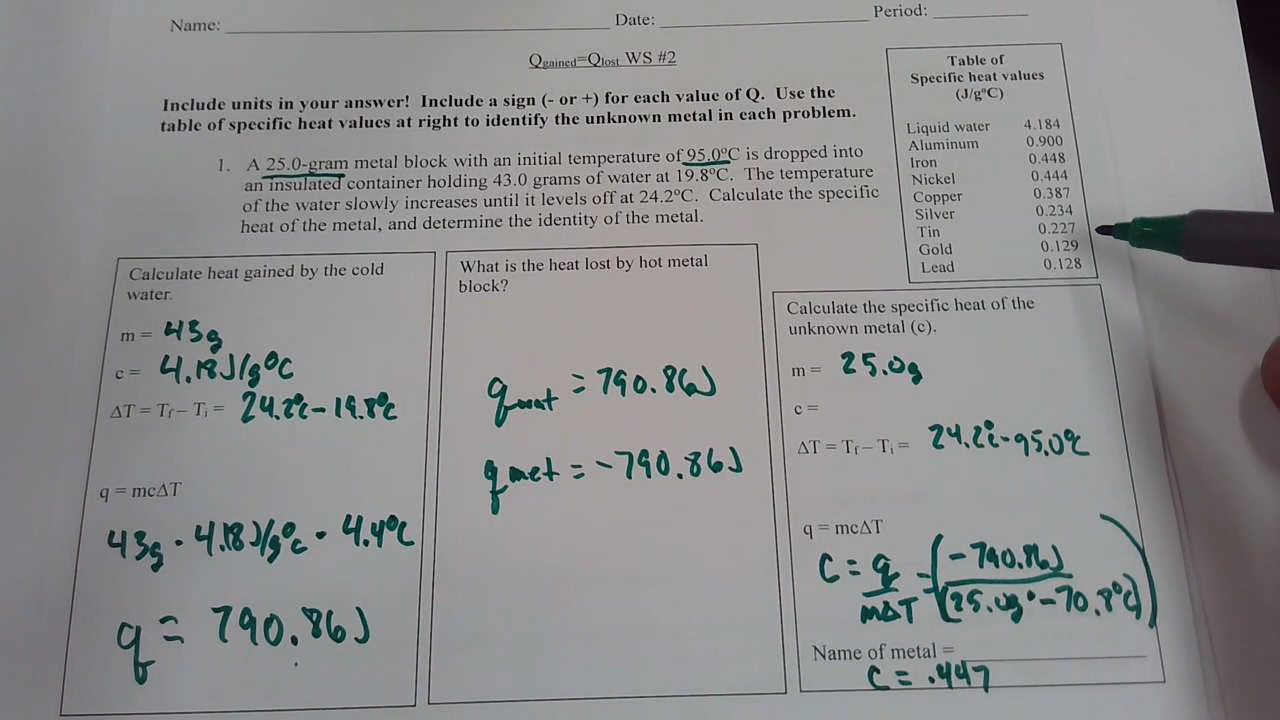 Name: ____ Date: ____ Period: ____
Qgained=Qlost WS #2
Include units in your answer! Include a sign (- or +) for each value of Q. Use the
table of specific heat values at right to identify the unknown metal in each problem.
1. A 25.0-gram metal block with an initial temperature of 95.0°C is dropped into
an insulated container holding 43.0 grams of water at 19.8°C. The temperature
of the water slowly increases until it levels off at 24.2°C. Calculate the specific
heat of the metal, and determine the identity of the metal.
Table of
Specific heat values
(J/g°C)
Liquid water 4.184
Aluminum 0.900
Iron 0.448
Nickel 0.444
Copper 0.387
Silver 0.234
Tin 0.227
Gold 0.129
Lead 0.128
Calculate heat gained by the cold
water.
m = 43g
c = 4.18J/g°C
ΔT = Tf – Ti = 24.2°C - 19.8°C
q = mcΔT
43g · 4.18J/g°C · 4.4°C
q = 790.86J
What is the heat lost by hot metal
block?
qwat = 790.86J
qmet = -790.86J
Calculate the specific heat of the
unknown metal (c).
m = 25.0g
c =
ΔT = Tf – Ti = 24.2°C - 95.0°C
q = mcΔT
C = q/mΔT = (-790.86J/(25.0g · -70.8°C))
Name of metal = ____
C = .447